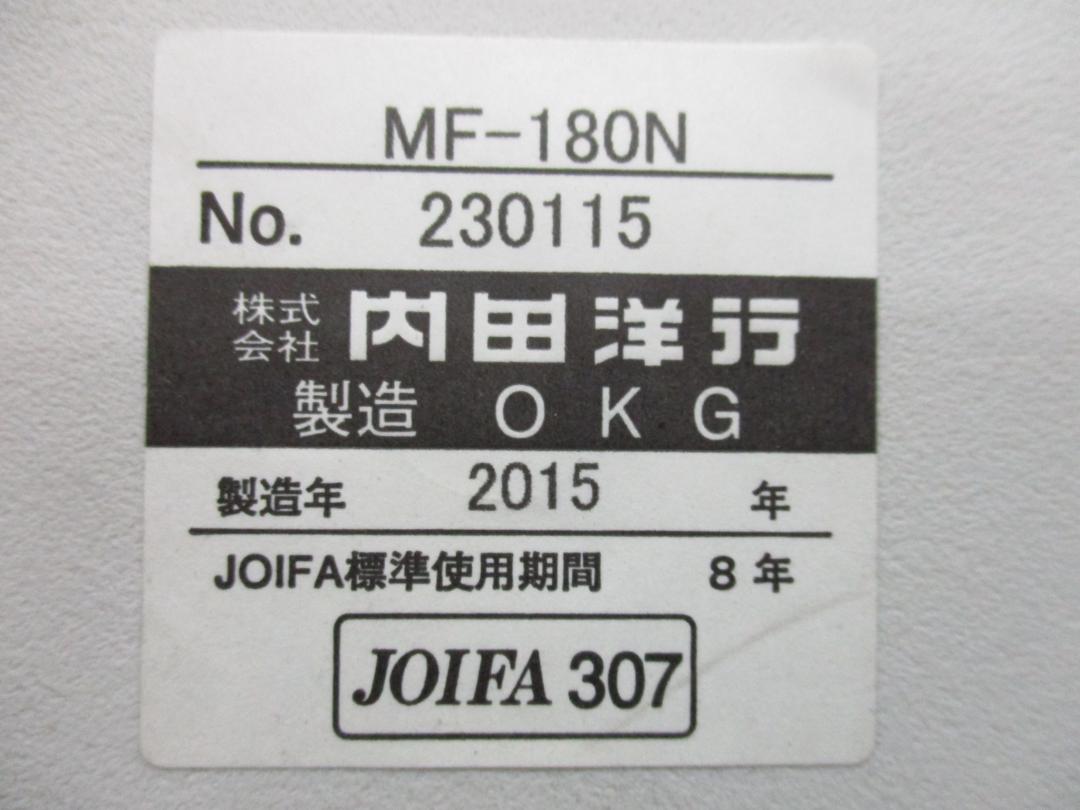 MF-180N
No. 230115
株式会社 内田洋行
製造 OKG
製造年 2015 年
JOIFA標準使用期間 8年
JOIFA 307